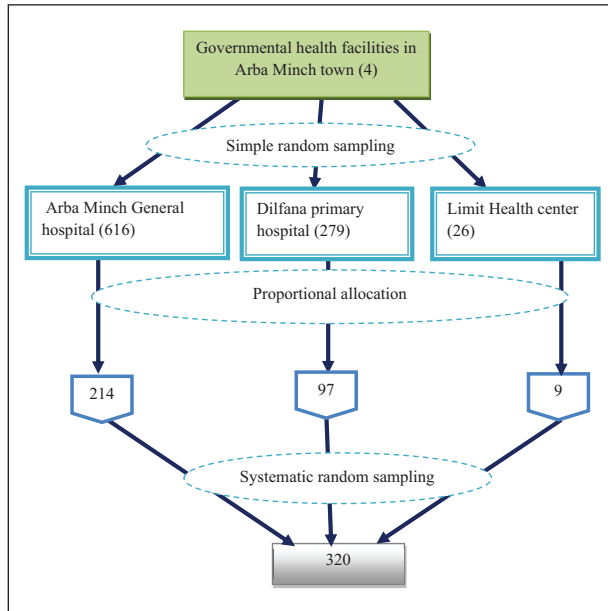 Governmental health facilities in
Arba Minch town (4)
Simple random sampling
Arba Minch General
hospital (616)
Dilfana primary
hospital (279)
Limit Health center
(26)
Proportional allocation
214
97
9
Systematic random sampling
320